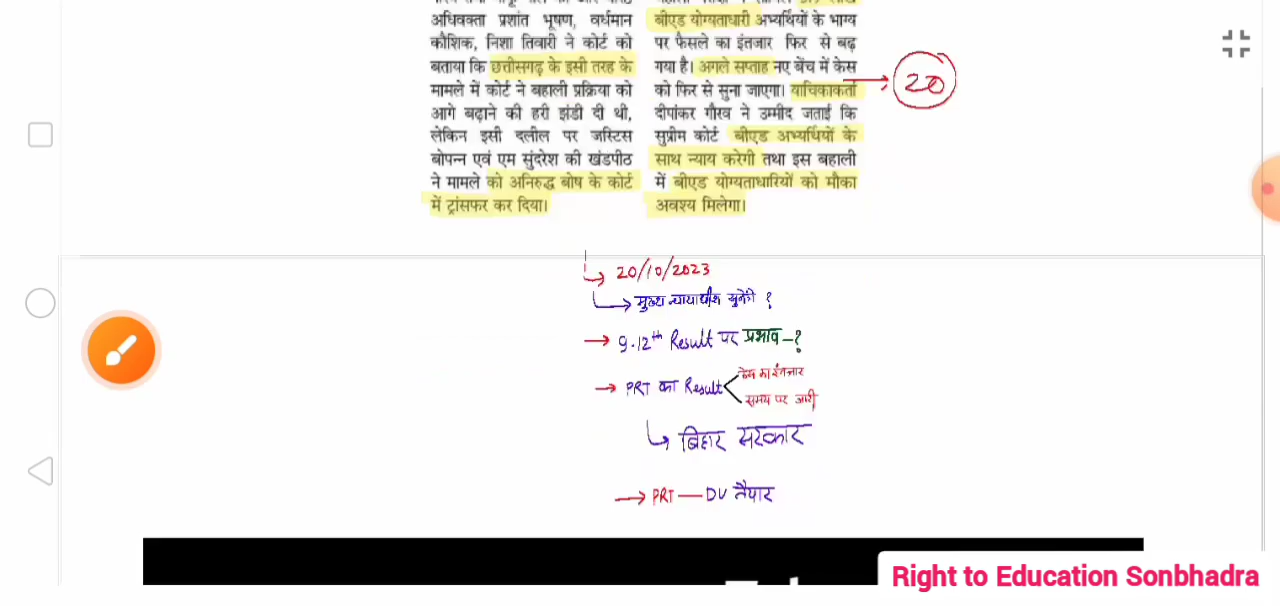 अधिवक्ता प्रशांत भूषण, वर्धमान
कौशिक, निशा तिवारी ने कोर्ट को
बताया कि छत्तीसगढ़ के इसी तरह के
मामले में कोर्ट ने बहाली प्रक्रिया को
आगे बढ़ाने की हरी झंडी दी थी,
लेकिन इसी दलील पर जस्टिस
बोपन्न एवं एम सुंदरेश की खंडपीठ
ने मामले को अनिरुद्ध बोष के कोर्ट
में ट्रांसफर कर दिया।
बीएड योग्यताधारी अभ्यर्थियों के भाग्य
पर फैसले का इंतजार फिर से बढ़
गया है। अगले सप्ताह नए बेंच में केस
को फिर से सुना जाएगा। याचिकाकर्ता
दीपांकर गौरव ने उम्मीद जताई कि
सुप्रीम कोर्ट बीएड अभ्यर्थियों के
साथ न्याय करेगी तथा इस बहाली
में बीएड योग्यताधारियों को मौका
अवश्य मिलेगा।
20
20/10/2023
मुख्य न्यायाधीश सुनेंगे ?
9-12th Result पर प्रभाव - ?
PRT का Result
केस का इंतजार
समय पर जारी
बिहार सरकार
PRT — DV तैयार
Right to Education Sonbhadra